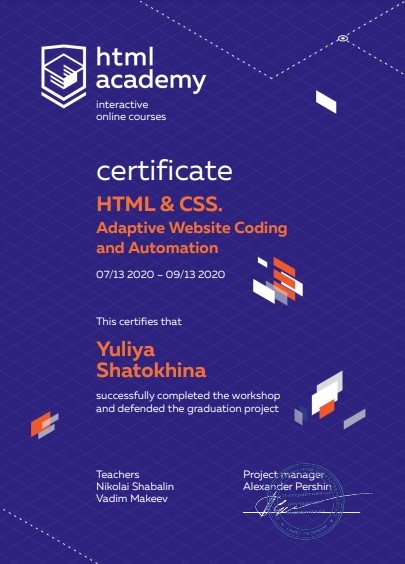 html
academy
interactive
online courses
certificate
HTML & CSS.
Adaptive Website Coding
and Automation
07/13 2020 – 09/13 2020
This certifies that
Yuliya
Shatokhina
successfully completed the workshop
and defended the graduation project
Teachers
Nikolai Shabalin
Vadim Makeev
Project manager
Alexander Pershin